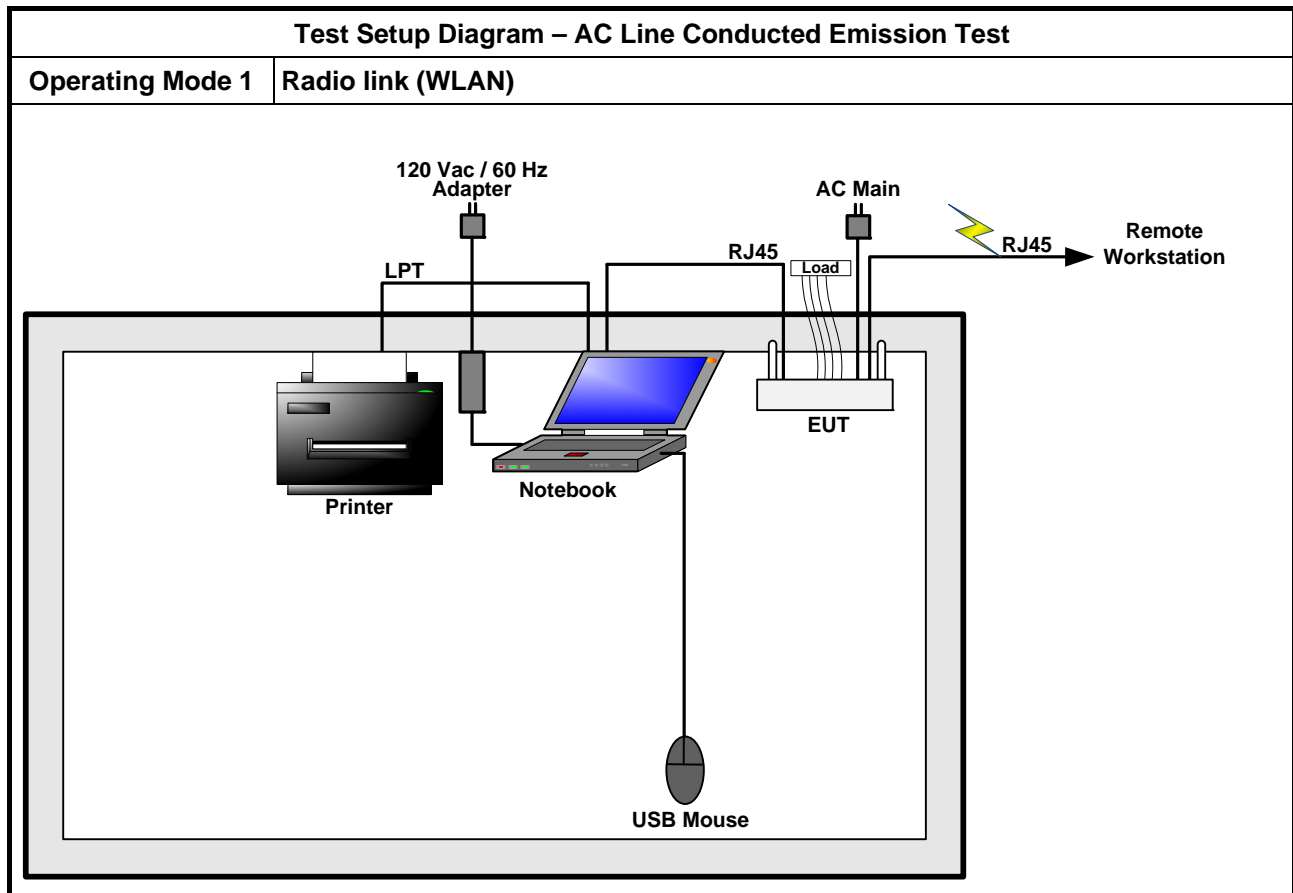 Test Setup Diagram – AC Line Conducted Emission Test
Operating Mode 1
Radio link (WLAN)
120 Vac / 60 Hz
Adapter
AC Main
LPT
RJ45
Load
RJ45
Remote
Workstation
EUT
Printer
Notebook
USB Mouse